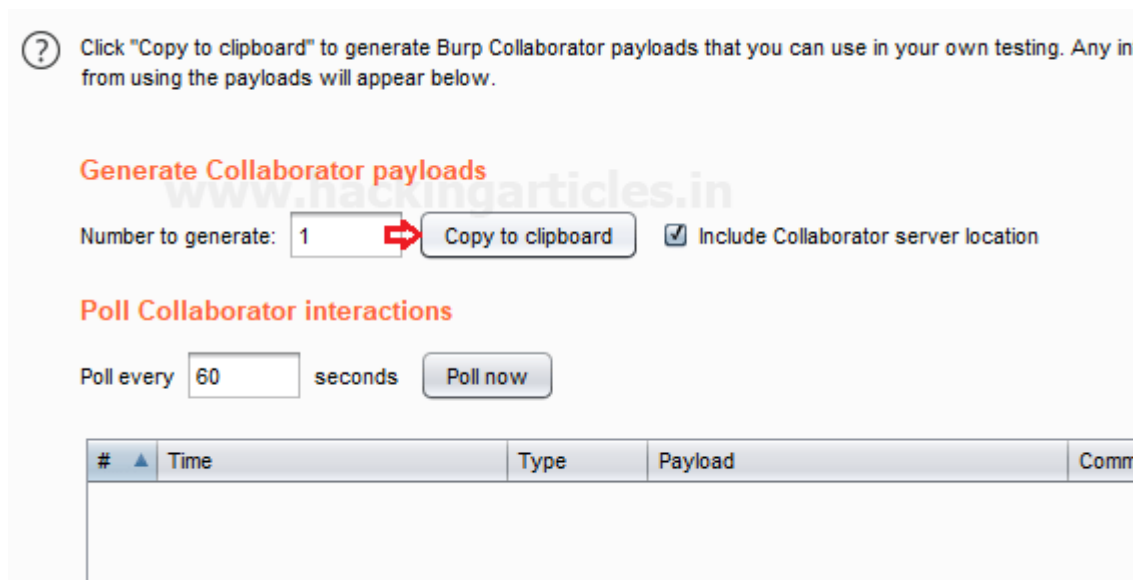 Click "Copy to clipboard" to generate Burp Collaborator payloads that you can use in your own testing. Any in
from using the payloads will appear below.
Generate Collaborator payloads
www.hackingarticles.in
Number to generate: 1 Copy to clipboard Include Collaborator server location
Poll Collaborator interactions
Poll every 60 seconds Poll now
# Time Type Payload Comm